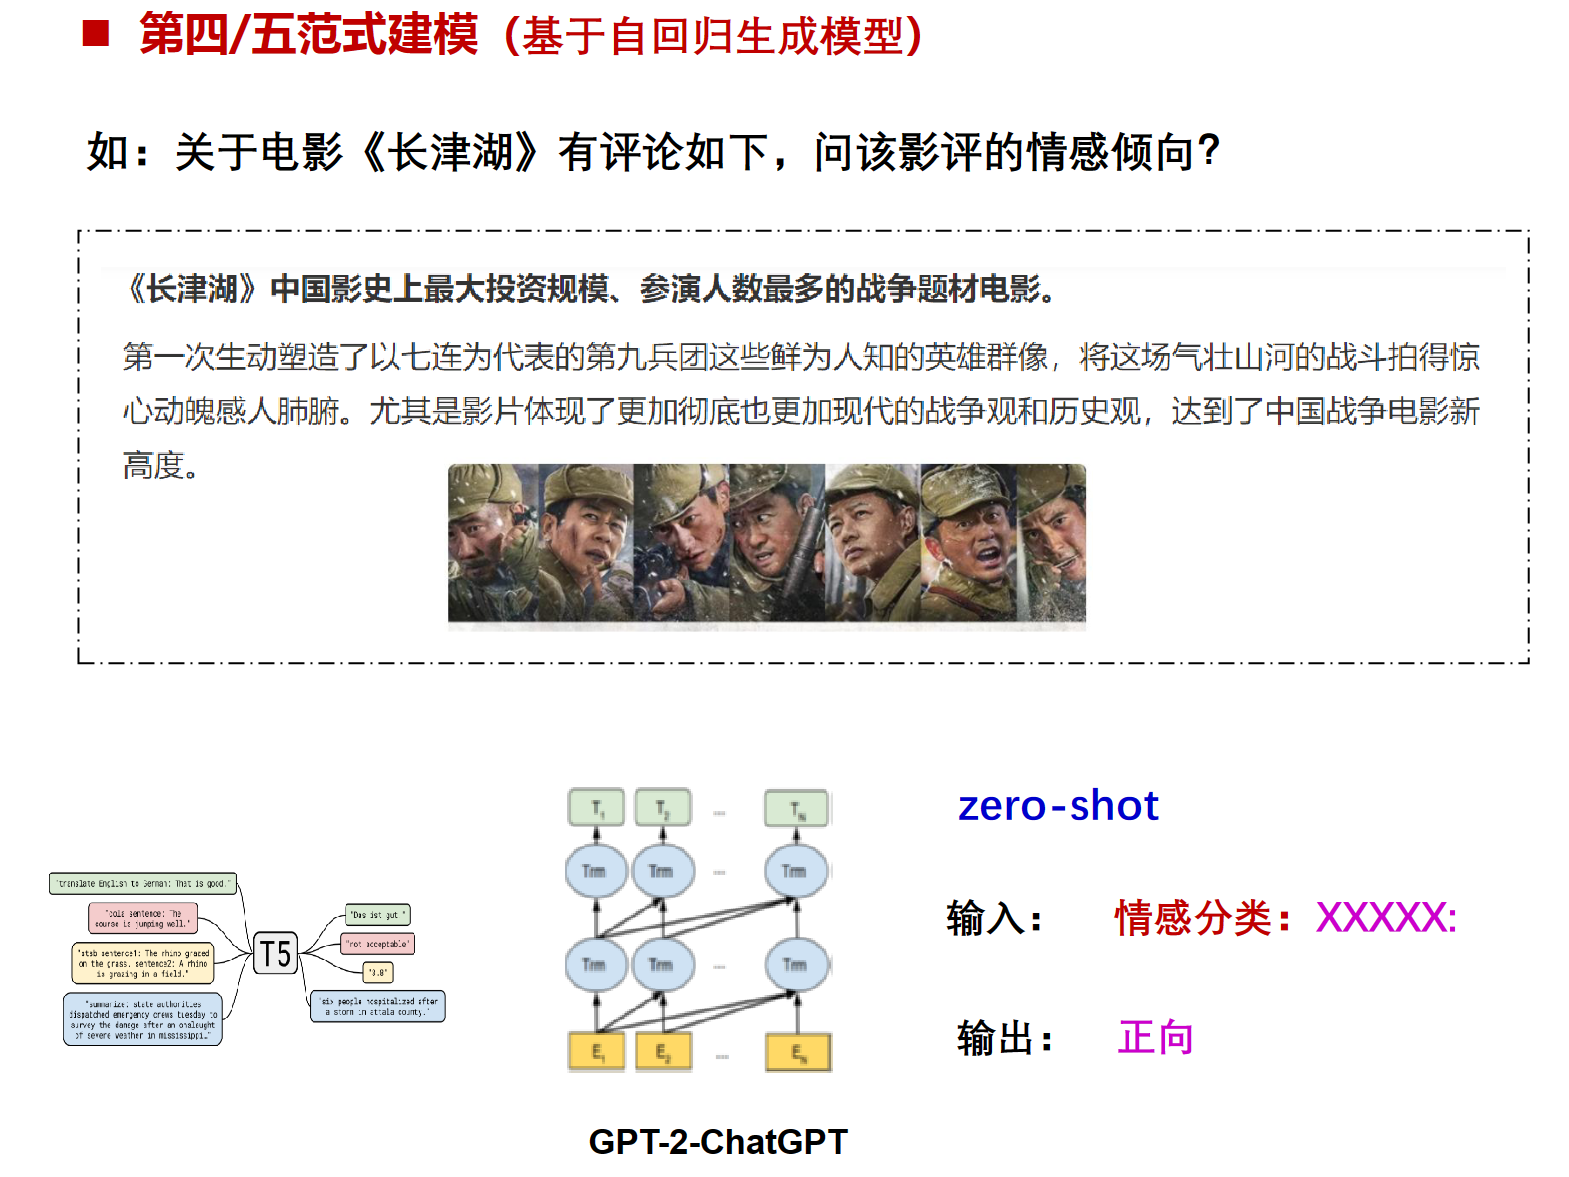 第四/五范式建模（基于自回归生成模型）
如：关于电影《长津湖》有评论如下，问该影评的情感倾向？
《长津湖》中国影史上最大投资规模、参演人数最多的战争题材电影。
第一次生动塑造了以七连为代表的第九兵团这些鲜为人知的英雄群像，将这场气壮山河的战斗拍得惊
心动魄感人肺腑。尤其是影片体现了更加彻底也更加现代的战争观和历史观，达到了中国战争电影新
高度。
"translate English to German: That is good."
"cola sentence: The
course is jumping well."
"stsb sentence1: The rhino grazed
on the grass. sentence2: A rhino
is grazing in a field."
"summarize: state authorities
dispatched emergency crews tuesday to
survey the damage after an onslaught
of severe weather in mississippi…"
T5
"Das ist gut."
"not acceptable"
"3.8"
"six people hospitalized after
a storm in attala county."
T1 T2 ... TN
Trm Trm ... Trm
Trm Trm ... Trm
E1 E2 ... EN
GPT-2-ChatGPT
zero-shot
输入： 情感分类：XXXXX:
输出： 正向